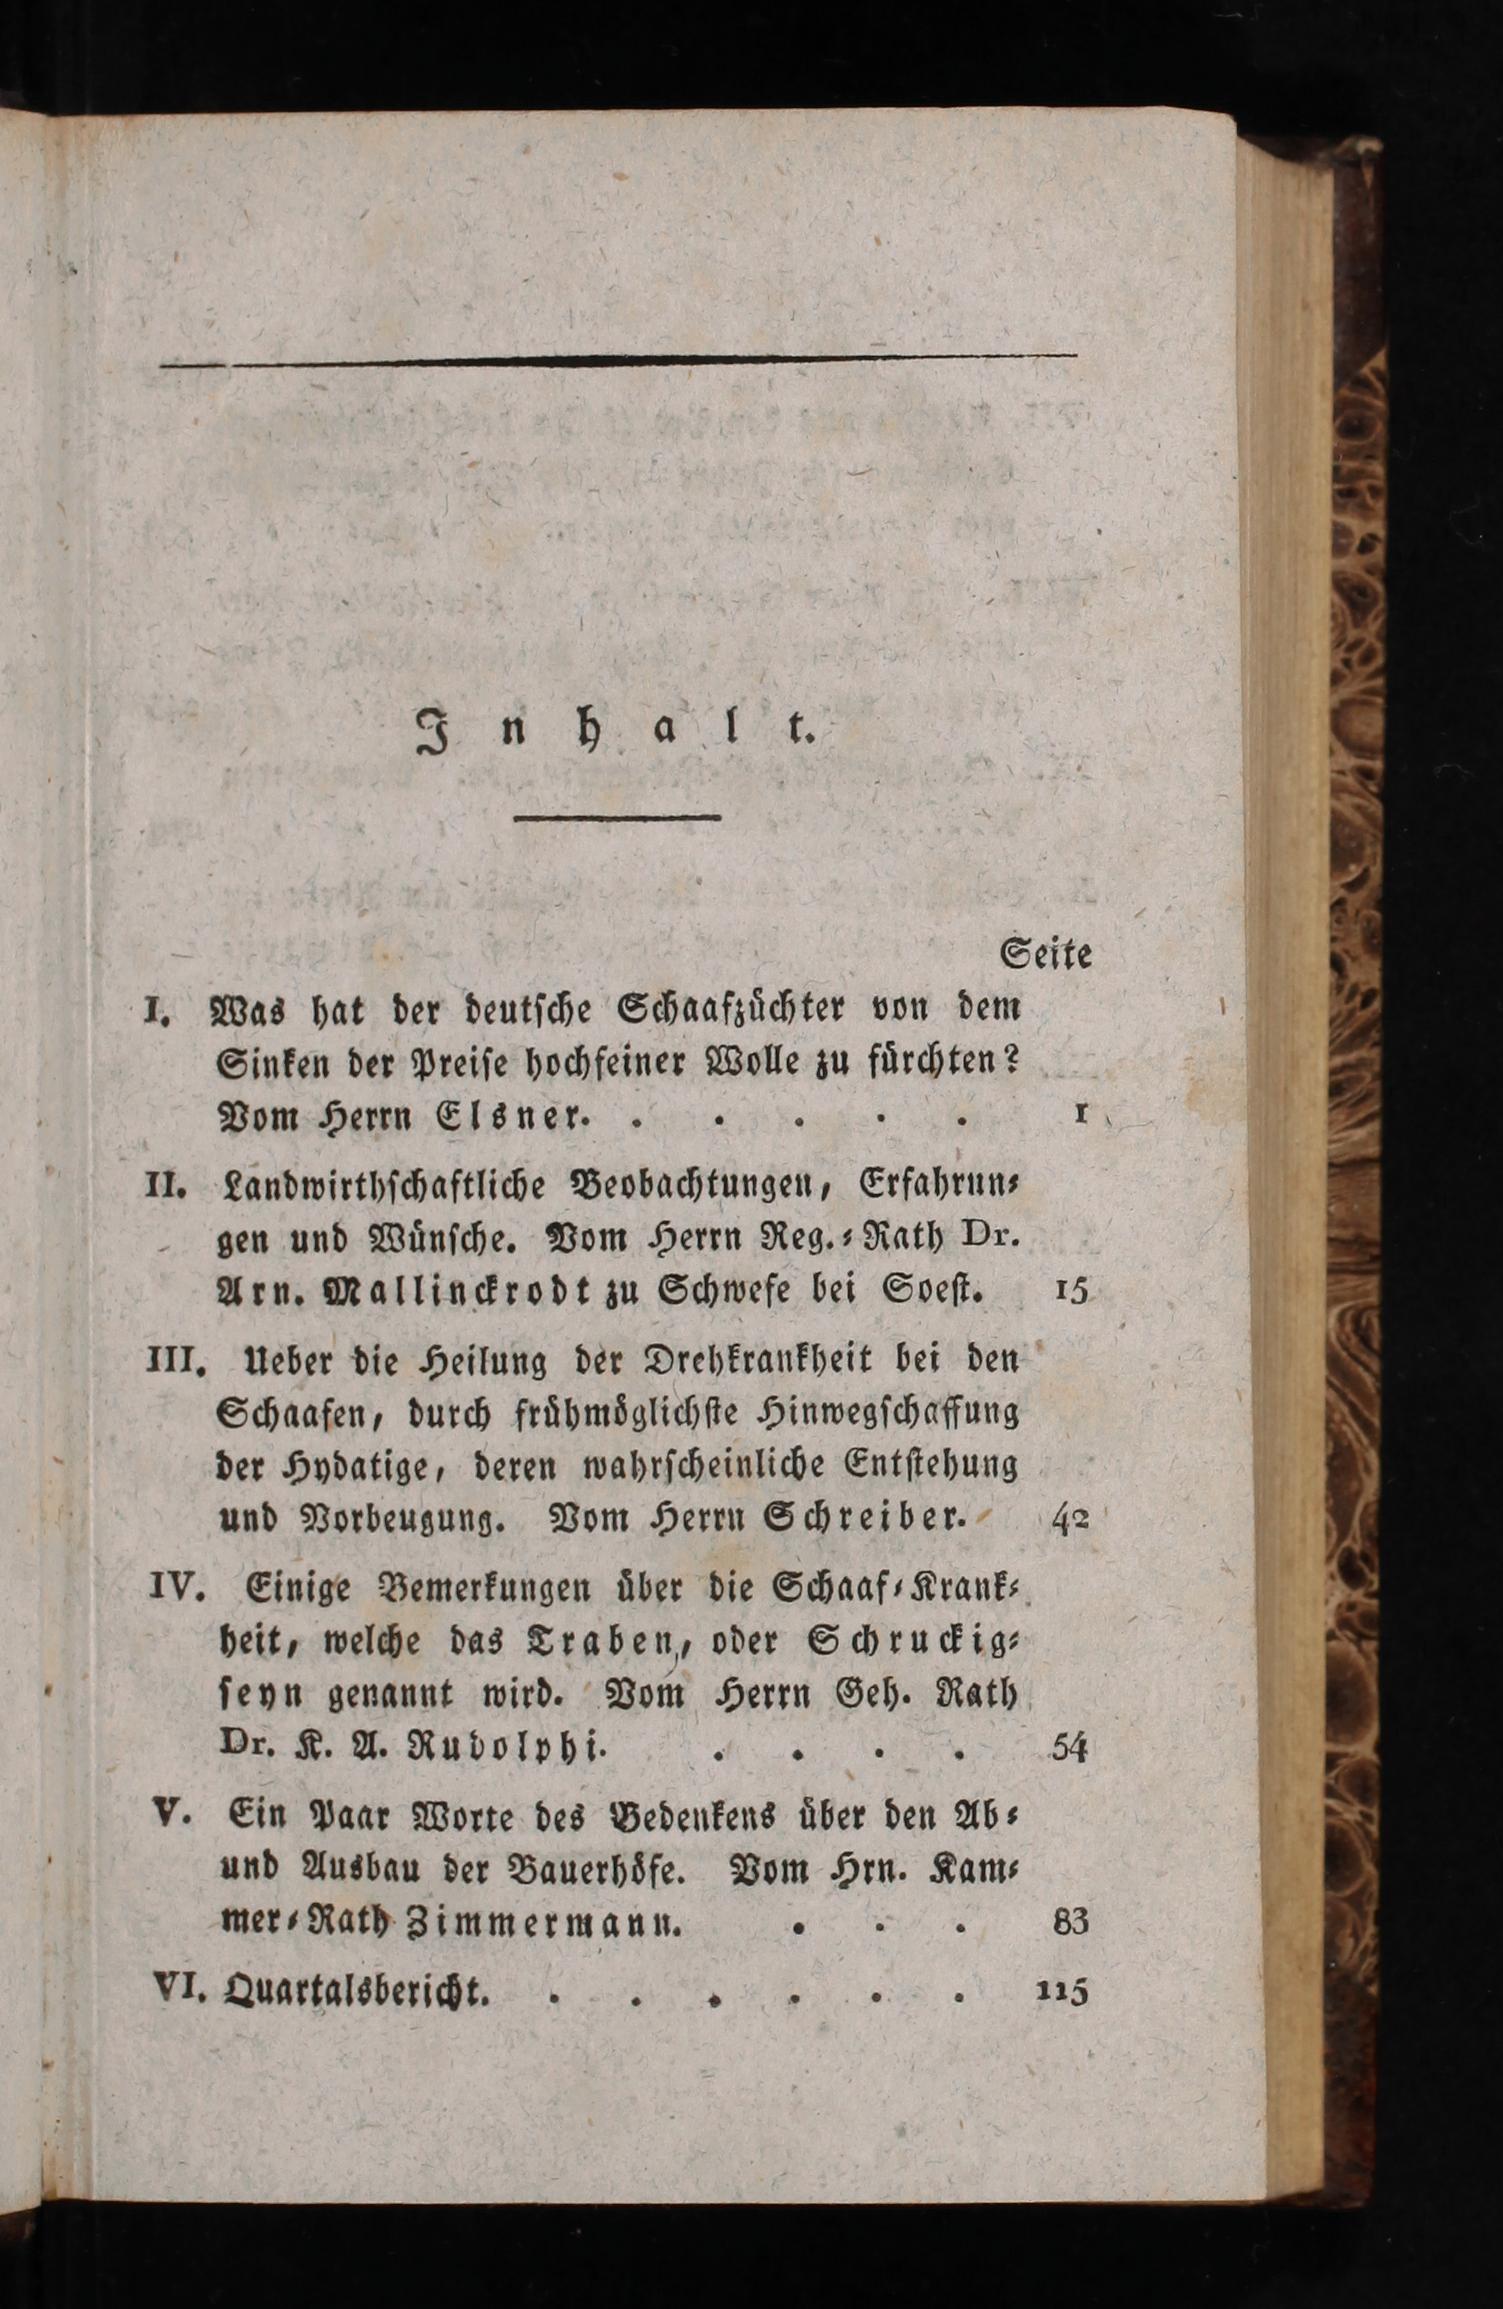 Inhalt.
Seite
I. Was hat der deutsche Schaafzüchter von dem
Sinken der Preise hochfeiner Wolle zu fürchten?
Vom Herrn Elsner. . . . . . 1
II. Landwirthschaftliche Beobachtungen, Erfahrun-
gen und Wünsche. Vom Herrn Reg.-Rath Dr.
Arn. Mallinckrodt zu Schwefe bei Soest. 15
III. Ueber die Heilung der Drehkrankheit bei den
Schaafen, durch frühmöglichste Hinwegschaffung
der Hydatige, deren wahrscheinliche Entstehung
und Vorbeugung. Vom Herrn Schreiber. 42
IV. Einige Bemerkungen über die Schaaf-Krank-
heit, welche das Traben, oder Schruckig-
seyn genannt wird. Vom Herrn Geh. Rath
Dr. K. A. Rudolphi. . . . . 54
V. Ein Paar Worte des Bedenkens über den Ab-
und Ausbau der Bauerhöfe. Vom Hrn. Kam-
mer-Rath Zimmermann. . . . 83
VI. Quartalsbericht. . . . . . . 115